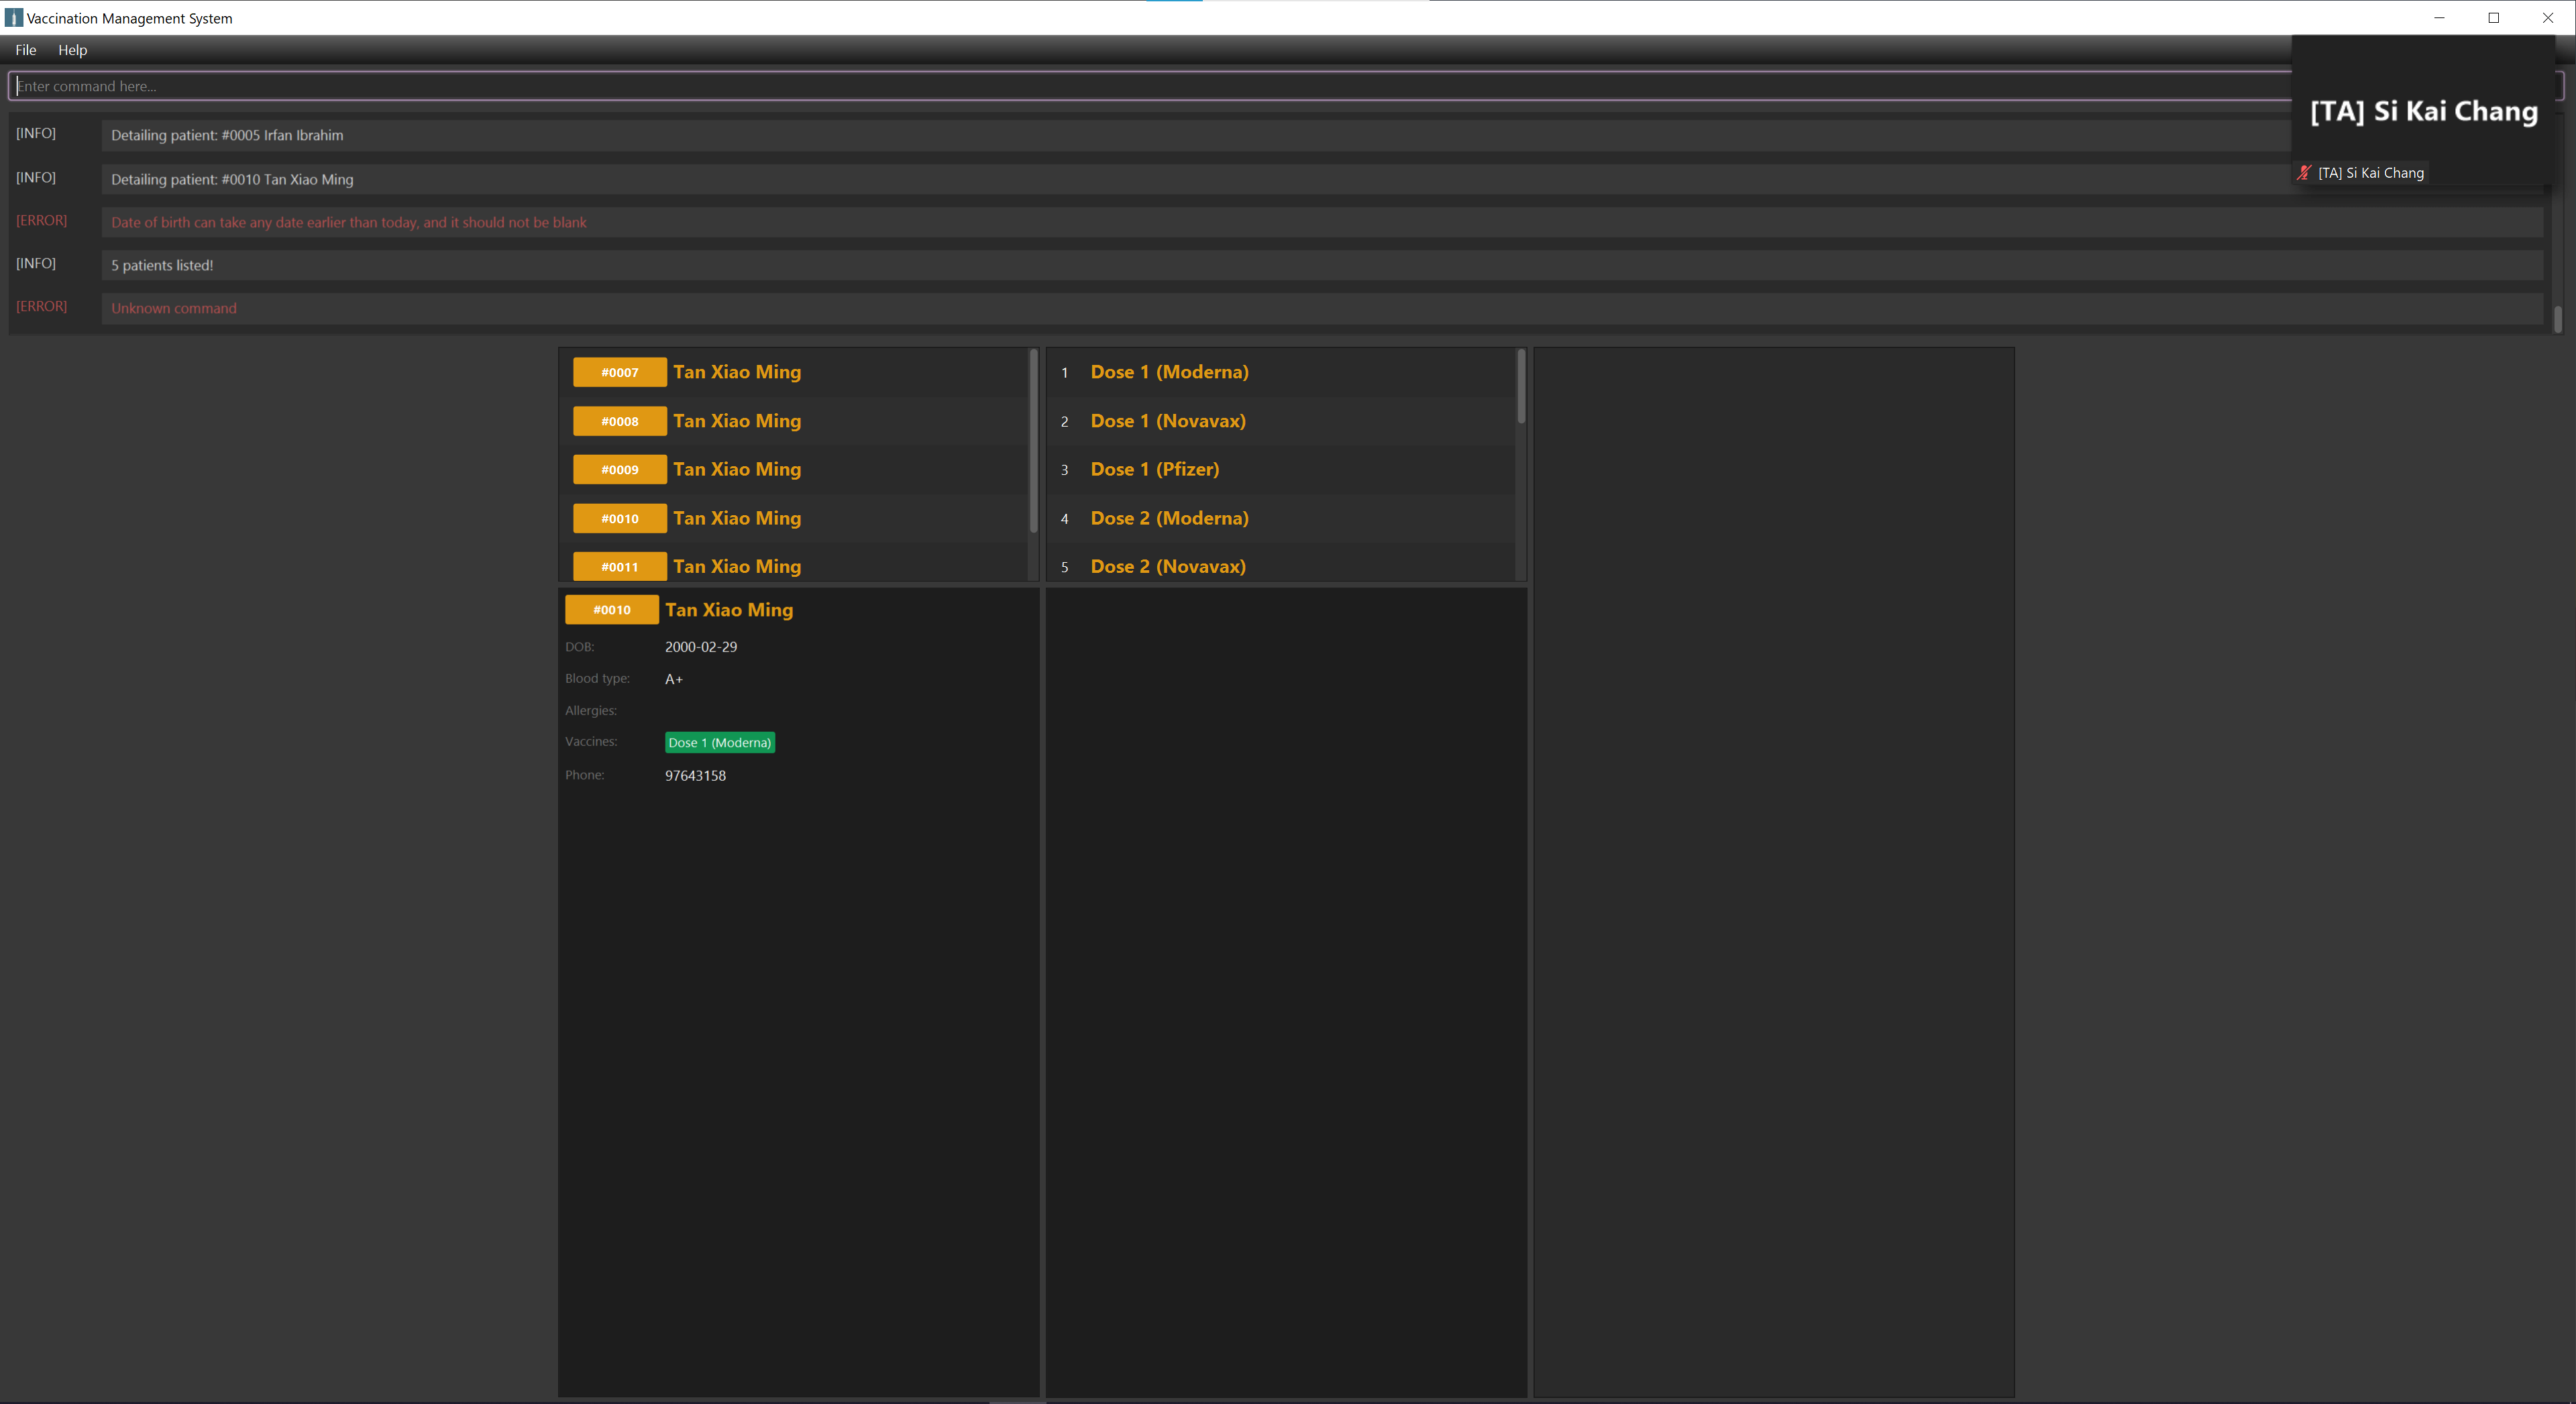 Vaccination Management System
File Help
Enter command here...
[TA] Si Kai Chang
[TA] Si Kai Chang
[INFO] Detailing patient: #0005 Irfan Ibrahim
[INFO] Detailing patient: #0010 Tan Xiao Ming
[ERROR] Date of birth can take any date earlier than today, and it should not be blank
[INFO] 5 patients listed!
[ERROR] Unknown command
#0007 Tan Xiao Ming
#0008 Tan Xiao Ming
#0009 Tan Xiao Ming
#0010 Tan Xiao Ming
#0011 Tan Xiao Ming
1 Dose 1 (Moderna)
2 Dose 1 (Novavax)
3 Dose 1 (Pfizer)
4 Dose 2 (Moderna)
5 Dose 2 (Novavax)
#0010 Tan Xiao Ming
DOB: 2000-02-29
Blood type: A+
Allergies:
Vaccines: Dose 1 (Moderna)
Phone: 97643158